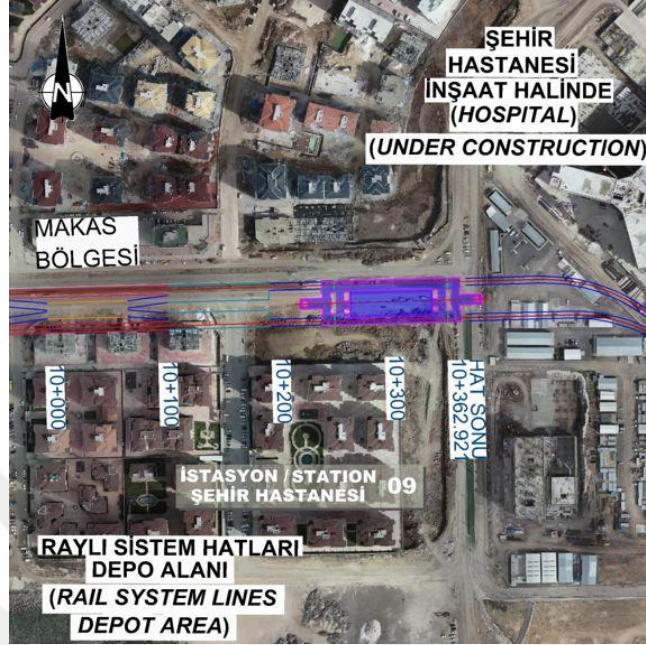 N
ŞEHİR
HASTANESİ
İNŞAAT HALİNDE
(HOSPITAL)
(UNDER CONSTRUCTION)
MAKAS
BÖLGESİ
10+000
10+100
10+200
10+300
HAT SONU
10+362.921
İSTASYON / STATION 09
ŞEHİR HASTANESİ
RAYLI SİSTEM HATLARI
DEPO ALANI
(RAIL SYSTEM LINES
DEPOT AREA)